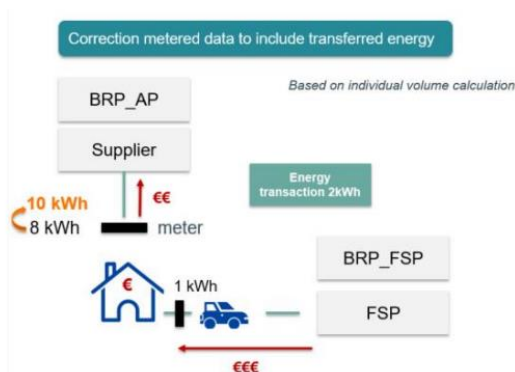 Correction metered data to include transferred energy
Based on individual volume calculation
BRP_AP
Supplier
€€
Energy
transaction 2kWh
10 kWh
8 kWh
meter
BRP_FSP
€
1 kWh
FSP
€€€